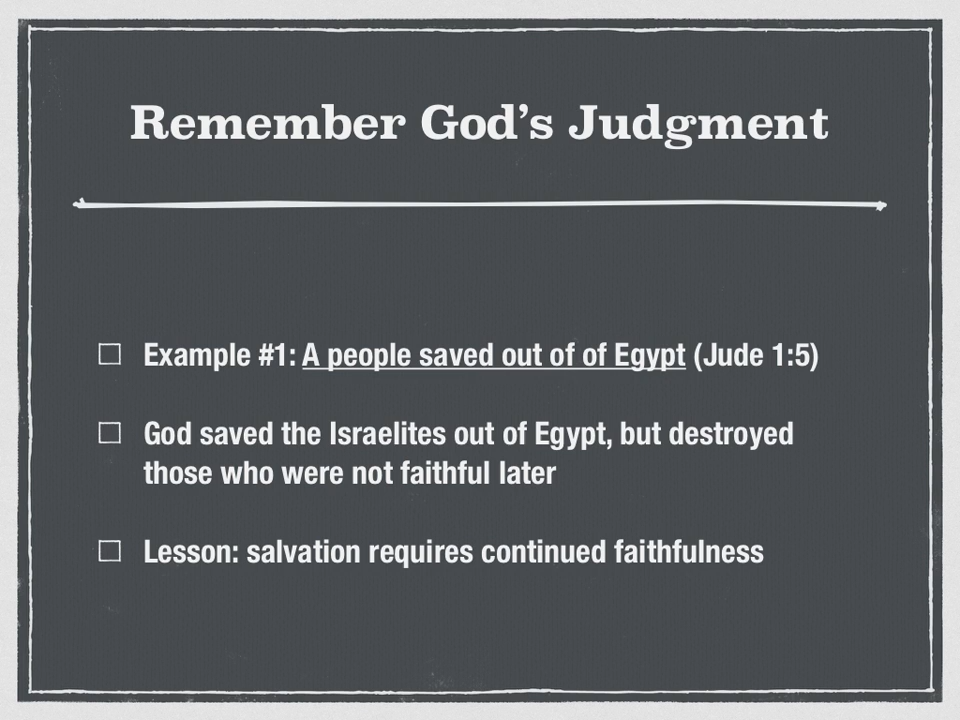 Remember God’s Judgment
Example #1: A people saved out of of Egypt (Jude 1:5)
God saved the Israelites out of Egypt, but destroyed
those who were not faithful later
Lesson: salvation requires continued faithfulness